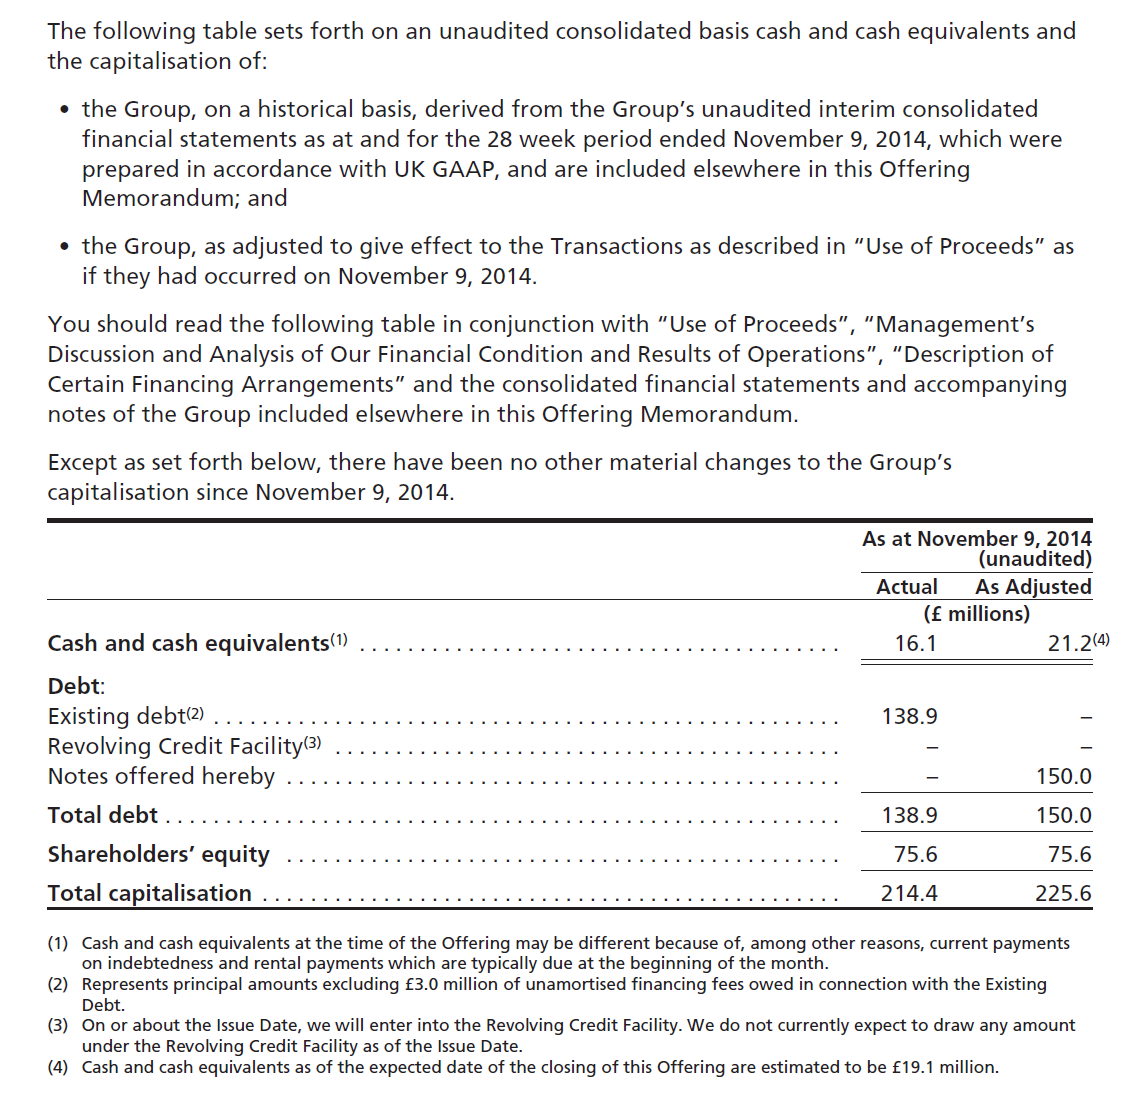 The following table sets forth on an unaudited consolidated basis cash and cash equivalents and
the capitalisation of:
• the Group, on a historical basis, derived from the Group’s unaudited interim consolidated
financial statements as at and for the 28 week period ended November 9, 2014, which were
prepared in accordance with UK GAAP, and are included elsewhere in this Offering
Memorandum; and
• the Group, as adjusted to give effect to the Transactions as described in “Use of Proceeds” as
if they had occurred on November 9, 2014.
You should read the following table in conjunction with “Use of Proceeds”, “Management’s
Discussion and Analysis of Our Financial Condition and Results of Operations”, “Description of
Certain Financing Arrangements” and the consolidated financial statements and accompanying
notes of the Group included elsewhere in this Offering Memorandum.
Except as set forth below, there have been no other material changes to the Group’s
capitalisation since November 9, 2014.
As at November 9, 2014
(unaudited)
Actual As Adjusted
(£ millions)
Cash and cash equivalents(1) . . . . . . . . . . . . . . . . . . . . . . . . . . . . . . . . . . . . . . . . 16.1 21.2(4)
Debt:
Existing debt(2) . . . . . . . . . . . . . . . . . . . . . . . . . . . . . . . . . . . . . . . . . . . . . . . . . . . . 138.9 –
Revolving Credit Facility(3) . . . . . . . . . . . . . . . . . . . . . . . . . . . . . . . . . . . . . . . . . . – –
Notes offered hereby . . . . . . . . . . . . . . . . . . . . . . . . . . . . . . . . . . . . . . . . . . . . . . – 150.0
Total debt . . . . . . . . . . . . . . . . . . . . . . . . . . . . . . . . . . . . . . . . . . . . . . . . . . . . . . . . 138.9 150.0
Shareholders’ equity . . . . . . . . . . . . . . . . . . . . . . . . . . . . . . . . . . . . . . . . . . . . . . 75.6 75.6
Total capitalisation . . . . . . . . . . . . . . . . . . . . . . . . . . . . . . . . . . . . . . . . . . . . . . . . 214.4 225.6
(1) Cash and cash equivalents at the time of the Offering may be different because of, among other reasons, current payments
on indebtedness and rental payments which are typically due at the beginning of the month.
(2) Represents principal amounts excluding £3.0 million of unamortised financing fees owed in connection with the Existing
Debt.
(3) On or about the Issue Date, we will enter into the Revolving Credit Facility. We do not currently expect to draw any amount
under the Revolving Credit Facility as of the Issue Date.
(4) Cash and cash equivalents as of the expected date of the closing of this Offering are estimated to be £19.1 million.